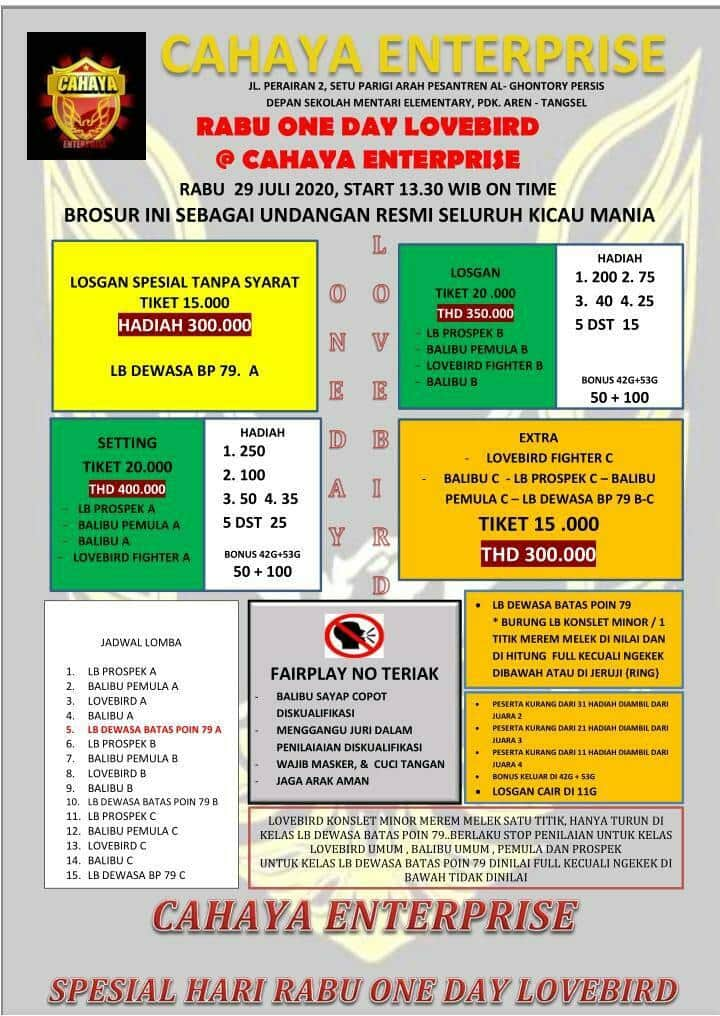 CAHAYA
ENTERPRISE
CAHAYA ENTERPRISE
JL. PERAIRAN 2, SETU PARIGI ARAH PESANTREN AL- GHONTORY PERSIS
DEPAN SEKOLAH MENTARI ELEMENTARY, PDK. AREN - TANGSEL
RABU ONE DAY LOVEBIRD
@ CAHAYA ENTERPRISE
RABU 29 JULI 2020, START 13.30 WIB ON TIME
BROSUR INI SEBAGAI UNDANGAN RESMI SELURUH KICAU MANIA
LOSGAN SPESIAL TANPA SYARAT
TIKET 15.000
HADIAH 300.000
LB DEWASA BP 79. A
ONE DAY
LOVEBIRD
LOSGAN
TIKET 20 .000
THD 350.000
- LB PROSPEK B
- BALIBU PEMULA B
- LOVEBIRD FIGHTER B
- BALIBU B
HADIAH
1. 200 2. 75
3. 40 4. 25
5 DST 15
BONUS 42G+53G
50 + 100
SETTING
TIKET 20.000
THD 400.000
- LB PROSPEK A
- BALIBU PEMULA A
- BALIBU A
- LOVEBIRD FIGHTER A
HADIAH
1. 250
2. 100
3. 50 4. 35
5 DST 25
BONUS 42G+53G
50 + 100
EXTRA
- LOVEBIRD FIGHTER C
- BALIBU C - LB PROSPEK C – BALIBU
PEMULA C – LB DEWASA BP 79 B-C
TIKET 15 .000
THD 300.000
JADWAL LOMBA
1. LB PROSPEK A
2. BALIBU PEMULA A
3. LOVEBIRD A
4. BALIBU A
5. LB DEWASA BATAS POIN 79 A
6. LB PROSPEK B
7. BALIBU PEMULA B
8. LOVEBIRD B
9. BALIBU B
10. LB DEWASA BATAS POIN 79 B
11. LB PROSPEK C
12. BALIBU PEMULA C
13. LOVEBIRD C
14. BALIBU C
15. LB DEWASA BP 79 C
FAIRPLAY NO TERIAK
- BALIBU SAYAP COPOT
DISKUALIFIKASI
- MENGGANGU JURI DALAM
PENILAIAIAN DISKUALIFIKASI
- WAJIB MASKER, & CUCI TANGAN
- JAGA ARAK AMAN
• LB DEWASA BATAS POIN 79
* BURUNG LB KONSLET MINOR / 1
TITIK MEREM MELEK DI NILAI DAN
DI HITUNG FULL KECUALI NGEKEK
DIBAWAH ATAU DI JERUJI (RING)
• PESERTA KURANG DARI 31 HADIAH DIAMBIL DARI
JUARA 2
• PESERTA KURANG DARI 21 HADIAH DIAMBIL DARI
JUARA 3
• PESERTA KURANG DARI 11 HADIAH DIAMBIL DARI
JUARA 4
• BONUS KELUAR DI 42G + 53G
• LOSGAN CAIR DI 11G
LOVEBIRD KONSLET MINOR MEREM MELEK SATU TITIK, HANYA TURUN DI
KELAS LB DEWASA BATAS POIN 79..BERLAKU STOP PENILAIAN UNTUK KELAS
LOVEBIRD UMUM , BALIBU UMUM , PEMULA DAN PROSPEK
UNTUK KELAS LB DEWASA BATAS POIN 79 DINILAI FULL KECUALI NGEKEK DI
BAWAH TIDAK DINILAI
CAHAYA ENTERPRISE
SPESIAL HARI RABU ONE DAY LOVEBIRD